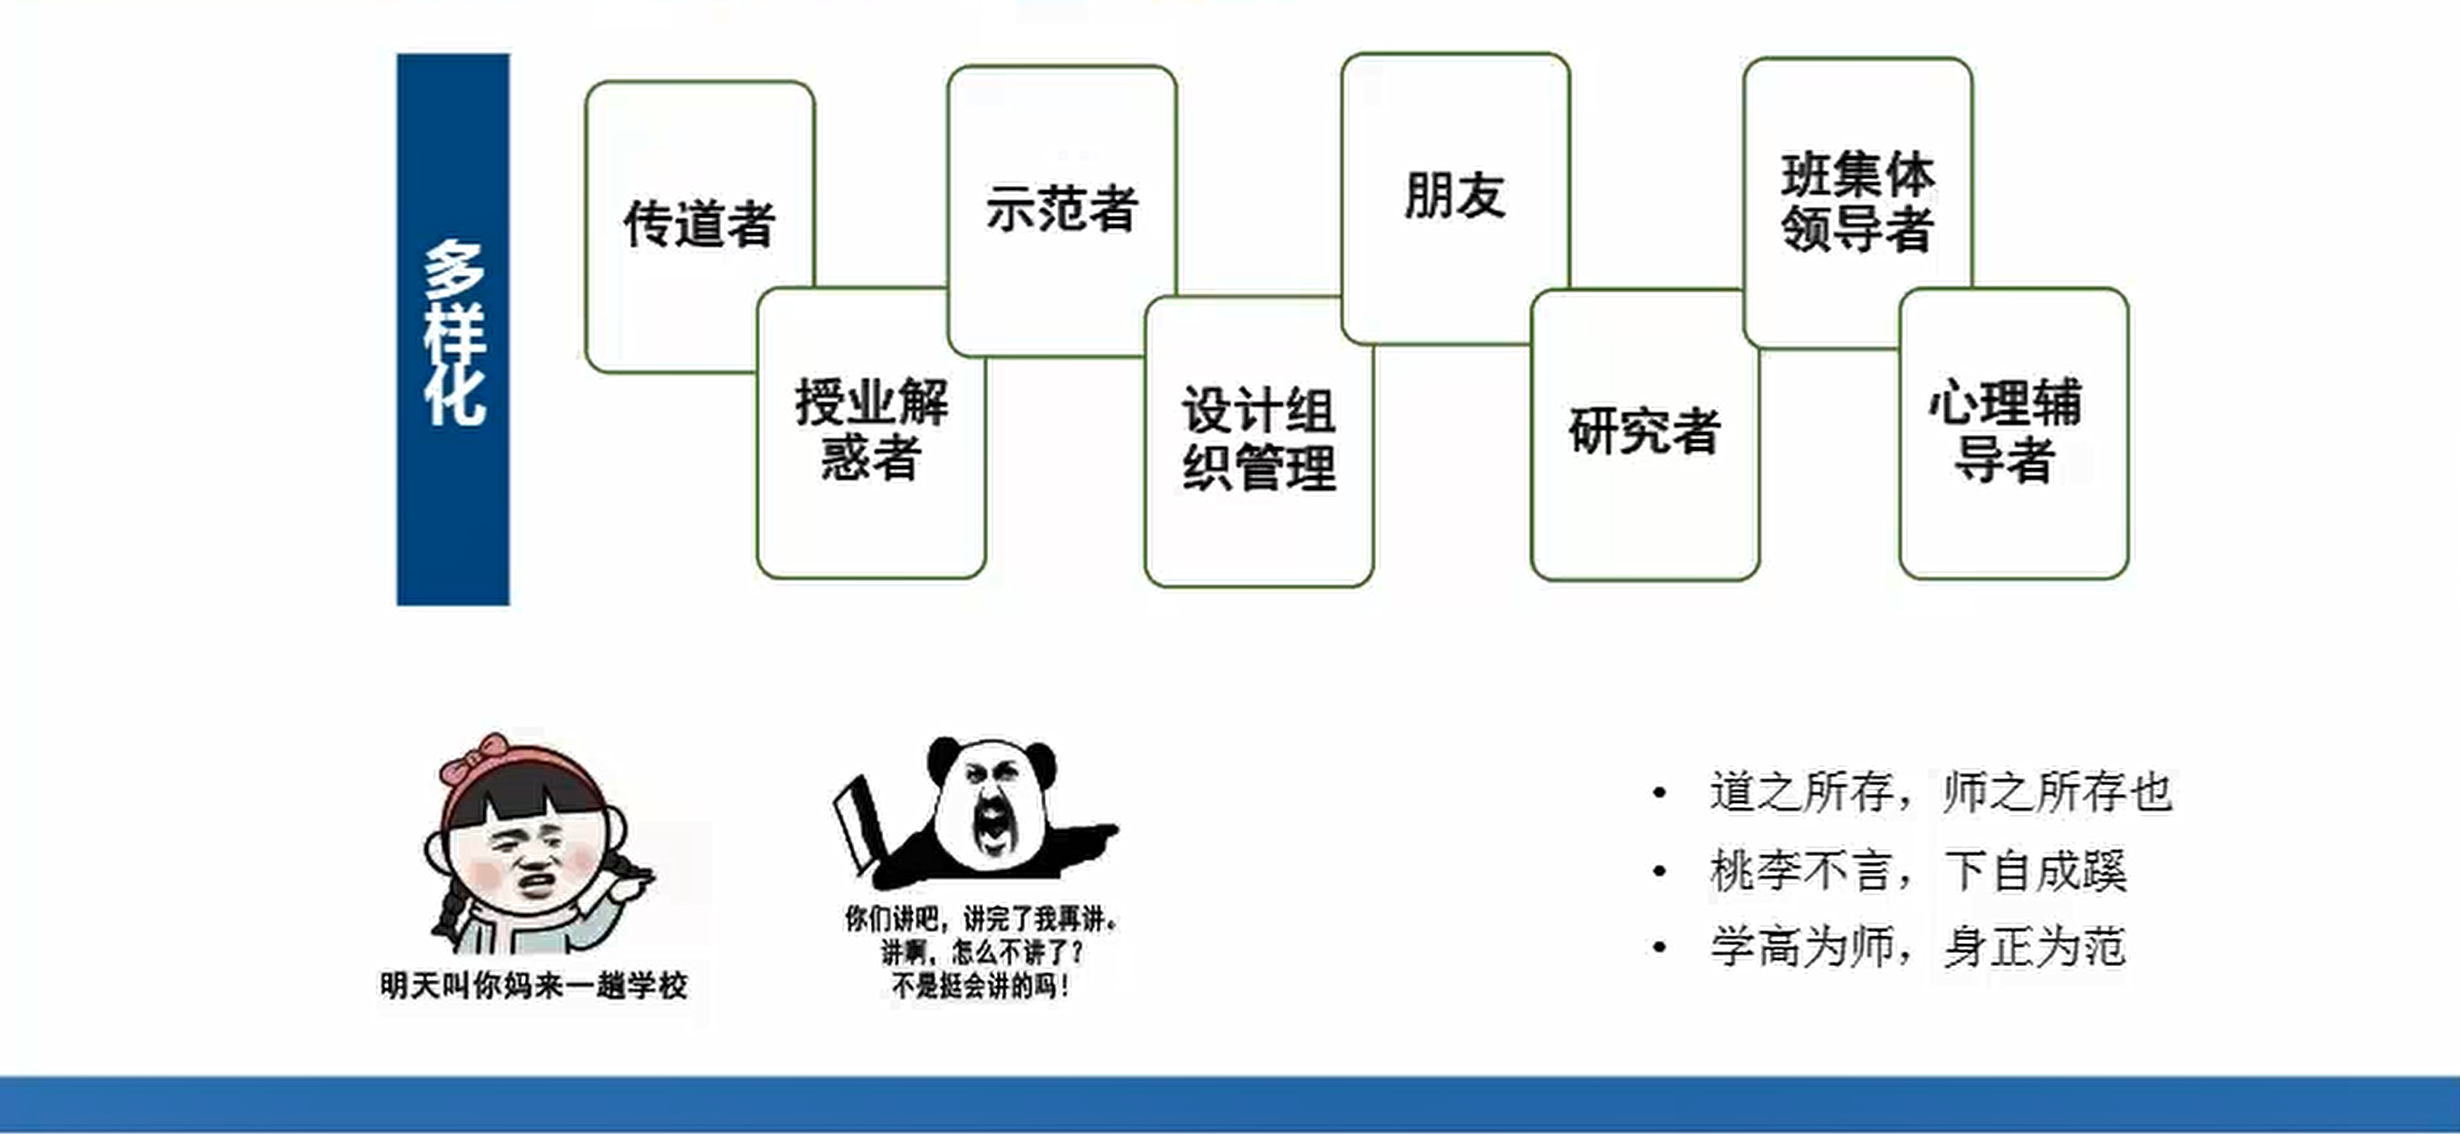 多样化
传道者
授业解
惑者
示范者
设计组
织管理
朋友
研究者
班集体
领导者
心理辅
导者
明天叫你妈来一趟学校
你们讲吧，讲完了我再讲。
讲啊，怎么不讲了？
不是挺会讲的吗！
• 道之所存，师之所存也
• 桃李不言，下自成蹊
• 学高为师，身正为范